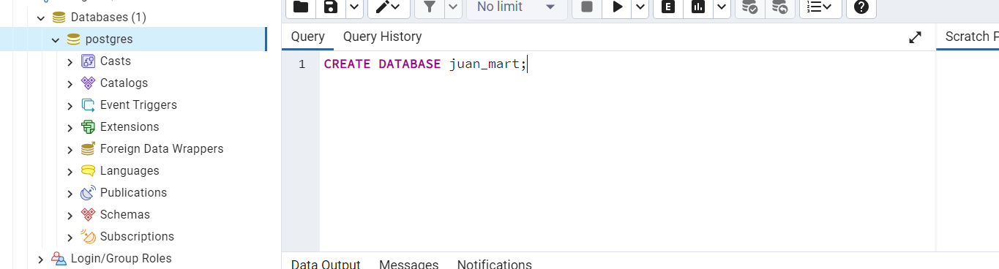 Databases (1)
postgres
Casts
Catalogs
Event Triggers
Extensions
Foreign Data Wrappers
Languages
Publications
Schemas
Subscriptions
Login/Group Roles
No limit
E
Query
Query History
Scratch P
1
CREATE DATABASE juan_mart;
Data Output
Messages
Notifications